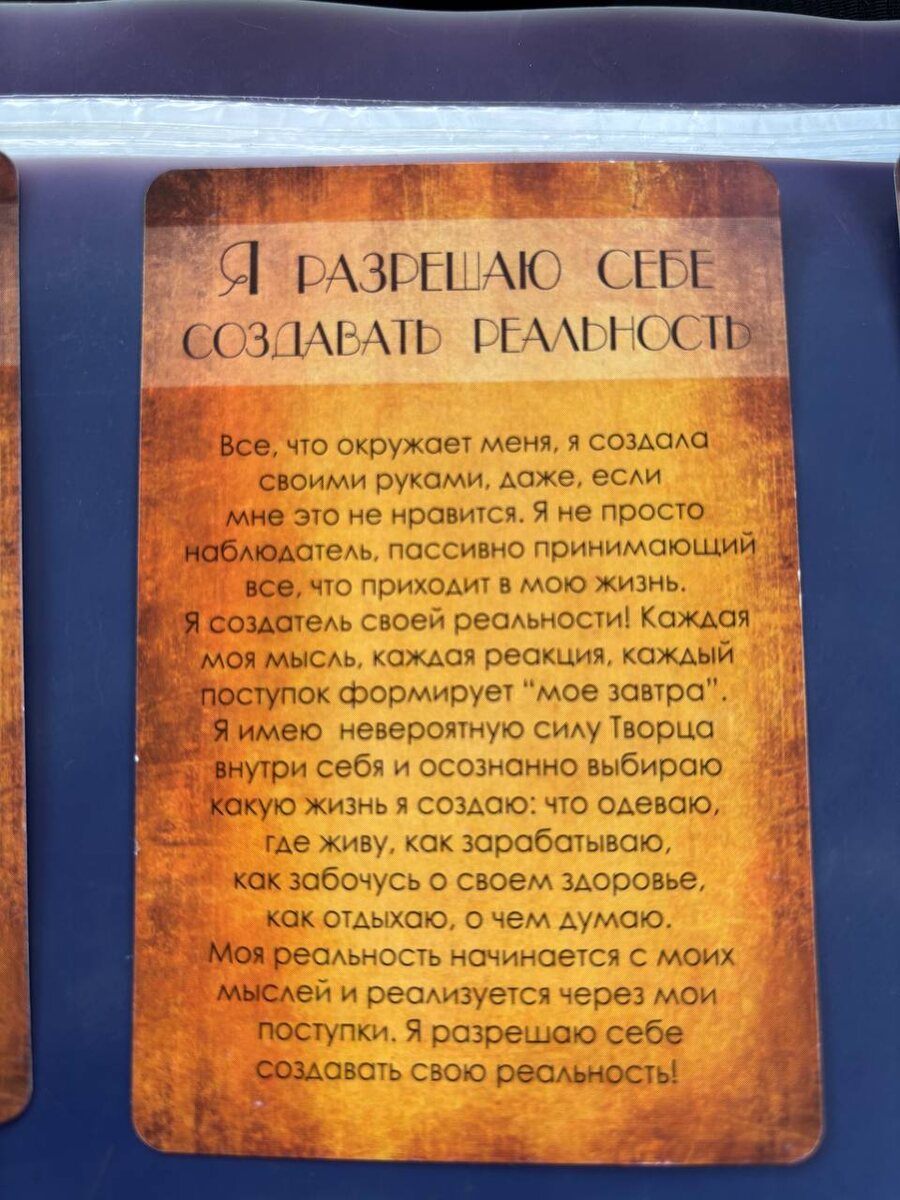 Я РАЗРЕШАЮ СЕБЕ
СОЗДАВАТЬ РЕАЛЬНОСТЬ
Все, что окружает меня, я создала
своими руками, даже, если
мне это не нравится. Я не просто
наблюдатель, пассивно принимающий
все, что приходит в мою жизнь.
Я создатель своей реальности! Каждая
моя мысль, каждая реакция, каждый
поступок формирует “мое завтра”.
Я имею невероятную силу Творца
внутри себя и осознанно выбираю
какую жизнь я создаю: что одеваю,
где живу, как зарабатываю,
как забочусь о своем здоровье,
как отдыхаю, о чем думаю.
Моя реальность начинается с моих
мыслей и реализуется через мои
поступки. Я разрешаю себе
создавать свою реальность!